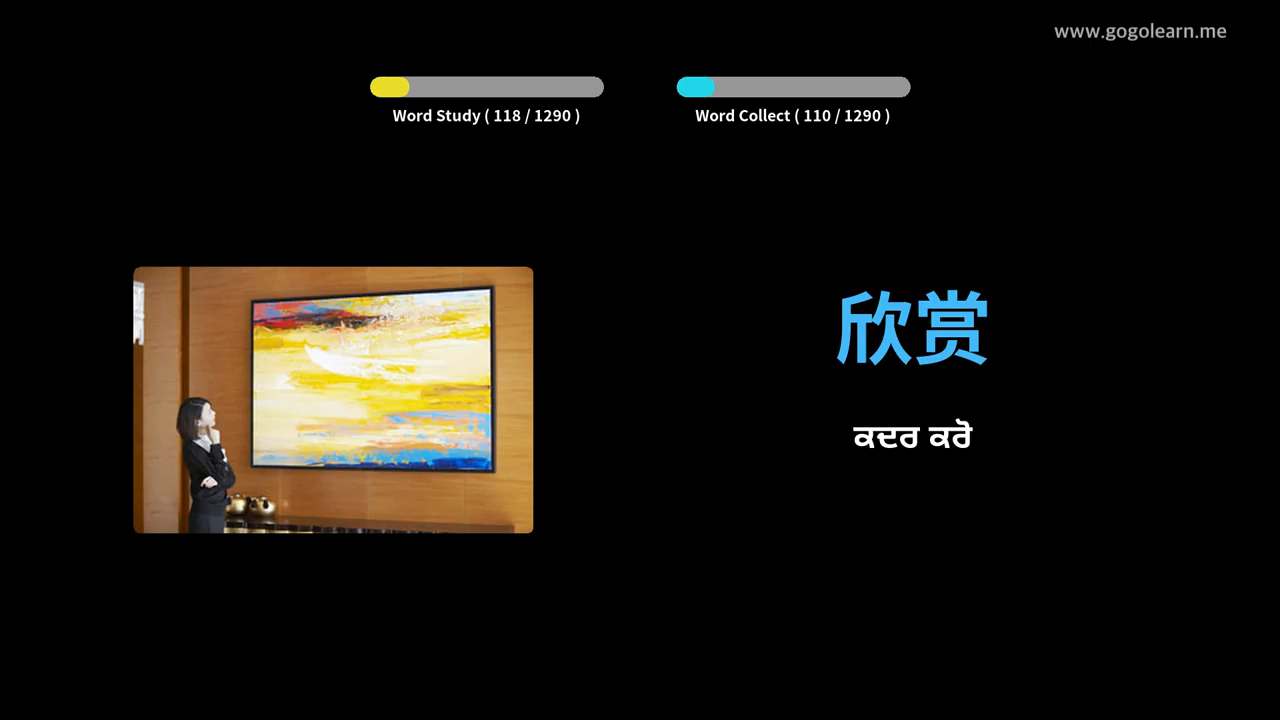 www.gogolearn.me
Word Study ( 118 / 1290 )
Word Collect ( 110 / 1290 )
欣赏
ਕਦਰ ਕਰੋ